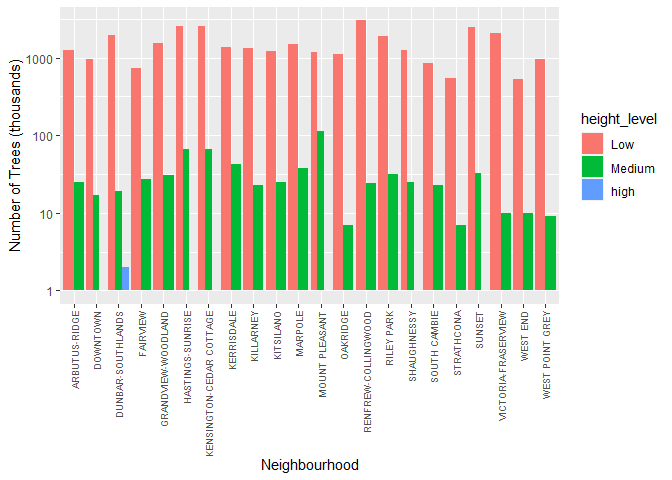 Number of Trees (thousands)
1000
100
10
1
ARBUTUS-RIDGE
DOWNTOWN
DUNBAR-SOUTHLANDS
FAIRVIEW
GRANDVIEW-WOODLAND
HASTINGS-SUNRISE
KENSINGTON-CEDAR COTTAGE
KERRISDALE
KILLARNEY
KITSILANO
MARPOLE
MOUNT PLEASANT
OAKRIDGE
RENFREW-COLLINGWOOD
RILEY PARK
SHAUGHNESSY
SOUTH CAMBIE
STRATHCONA
SUNSET
VICTORIA-FRASERVIEW
WEST END
WEST POINT GREY
Neighbourhood
height_level
Low
Medium
high